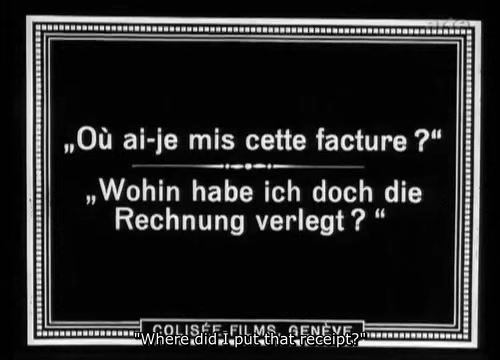 „Où ai-je mis cette facture ?“
„Wohin habe ich doch die
Rechnung verlegt ? “
COLISÉE-FILMS, GENÈVE
"Where did I put that receipt?"